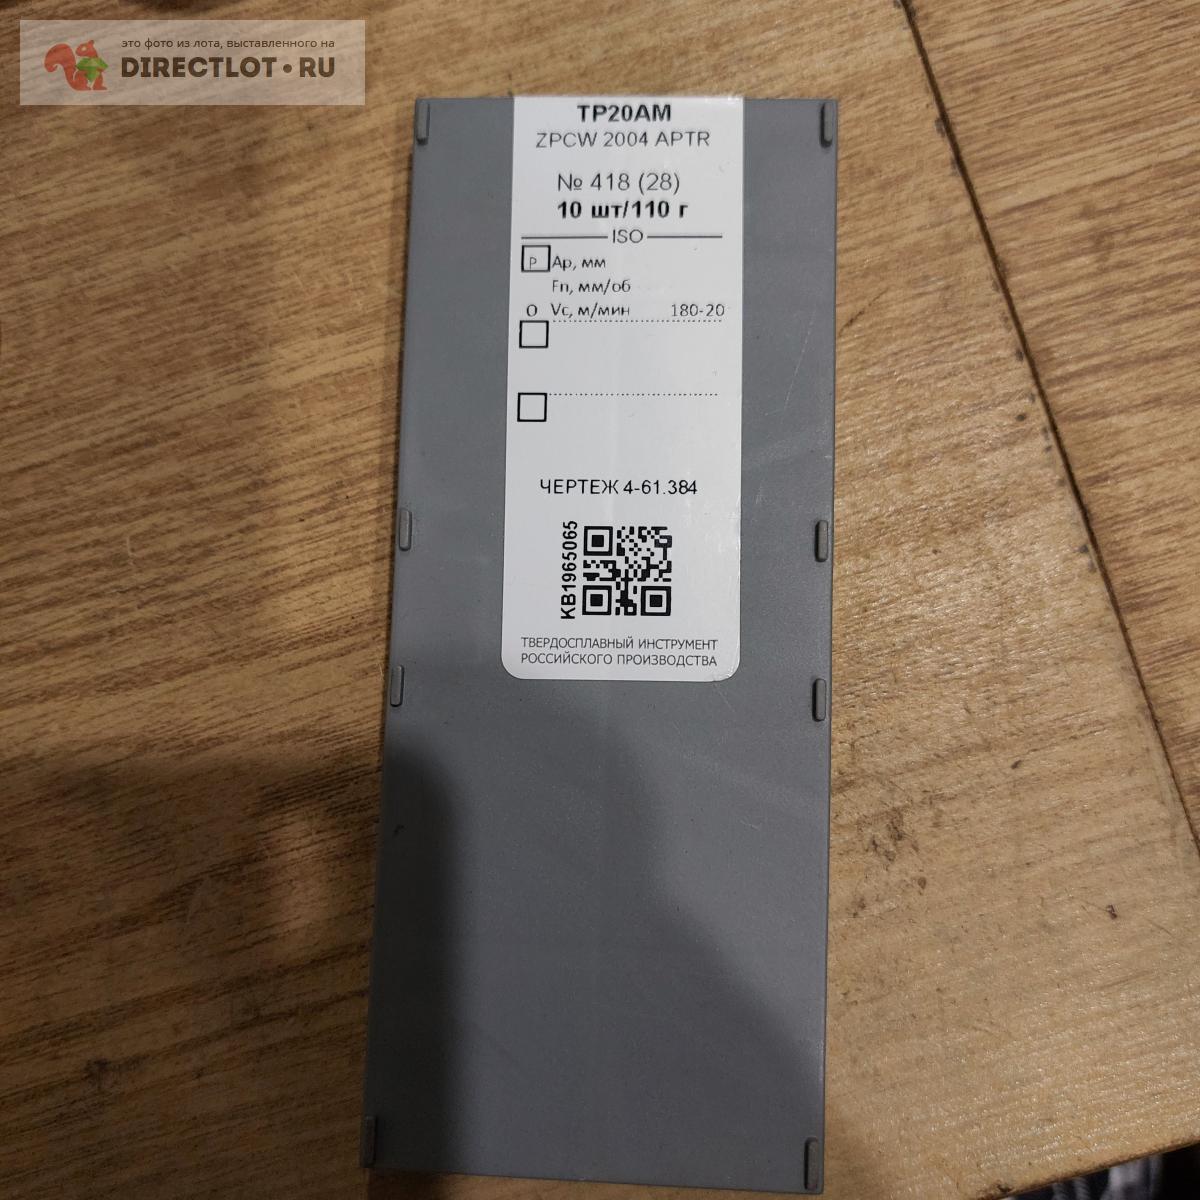 это фото из лота, выставленного на
DIRECTLOT•RU
TP20AM
ZPCW 2004 APTR
№ 418 (28)
10 шт/110 г
ISO
P Ap, мм
Fn, мм/об
O Vc, м/мин 180-20
ЧЕРТЕЖ 4-61.384
KB1965065
ТВЕРДОСПЛАВНЫЙ ИНСТРУМЕНТ
РОССИЙСКОГО ПРОИЗВОДСТВА